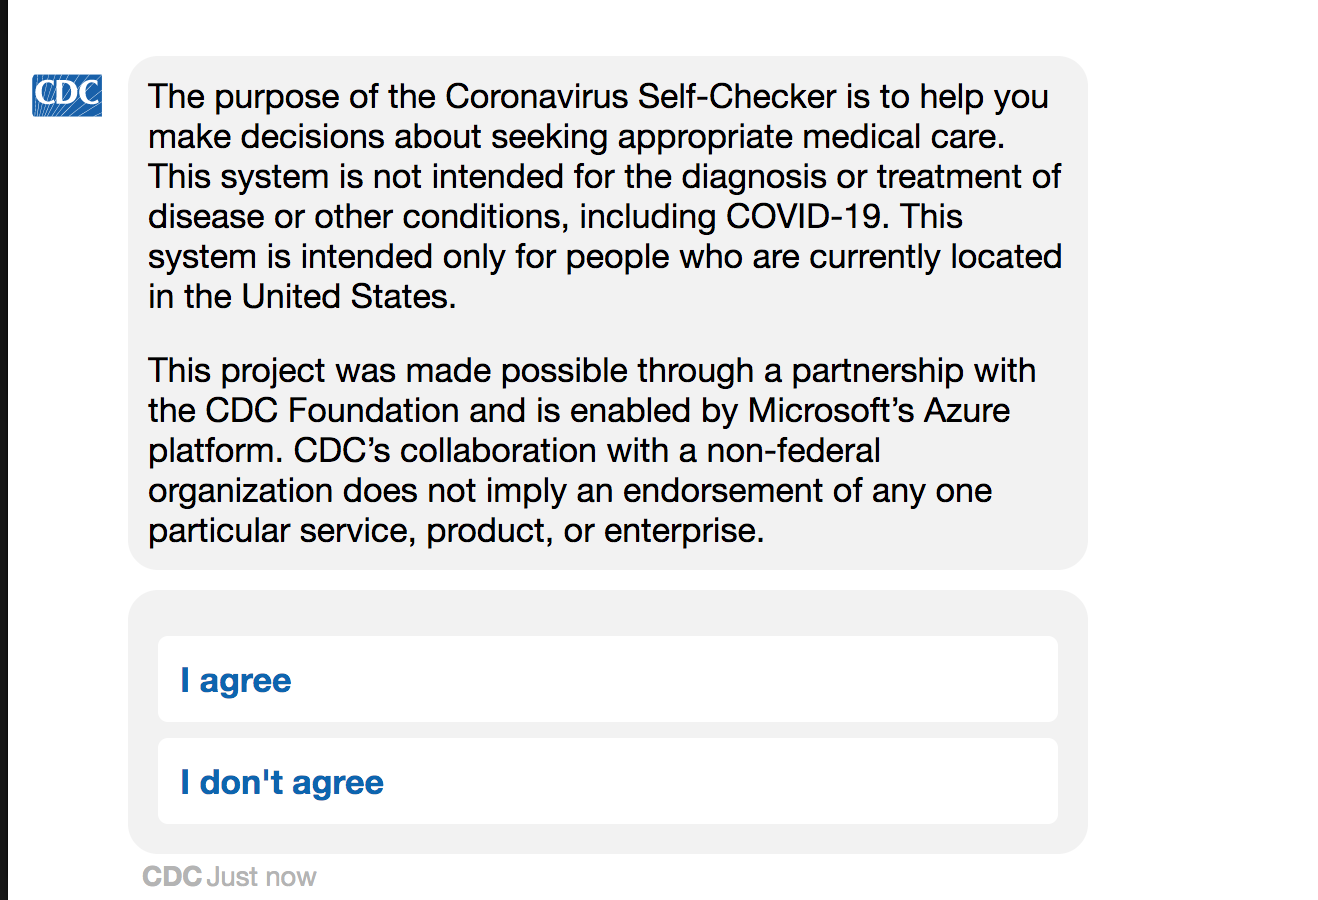 CDC
The purpose of the Coronavirus Self-Checker is to help you
make decisions about seeking appropriate medical care.
This system is not intended for the diagnosis or treatment of
disease or other conditions, including COVID-19. This
system is intended only for people who are currently located
in the United States.
This project was made possible through a partnership with
the CDC Foundation and is enabled by Microsoft’s Azure
platform. CDC’s collaboration with a non-federal
organization does not imply an endorsement of any one
particular service, product, or enterprise.
I agree
I don't agree
CDC Just now